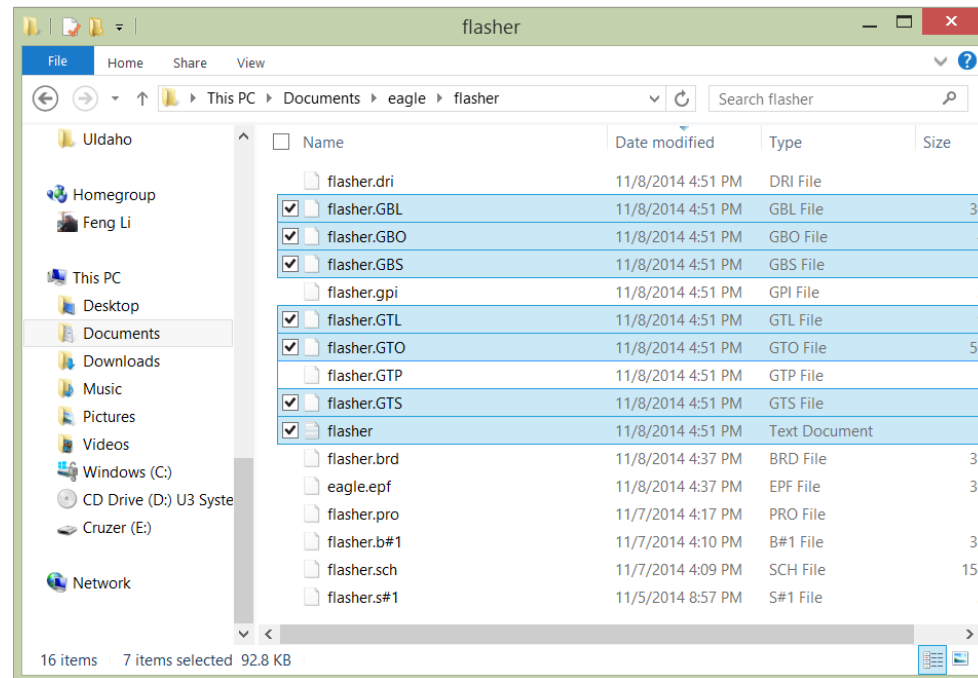 flasher
File Home Share View
This PC Documents eagle flasher Search flasher
UIdaho
Homegroup
Feng Li
This PC
Desktop
Documents
Downloads
Music
Pictures
Videos
Windows (C:)
CD Drive (D:) U3 Syste
Cruzer (E:)
Network
Name Date modified Type Size
flasher.dri 11/8/2014 4:51 PM DRI File
flasher.GBL 11/8/2014 4:51 PM GBL File 3
flasher.GBO 11/8/2014 4:51 PM GBO File
flasher.GBS 11/8/2014 4:51 PM GBS File
flasher.gpi 11/8/2014 4:51 PM GPI File
flasher.GTL 11/8/2014 4:51 PM GTL File
flasher.GTO 11/8/2014 4:51 PM GTO File 5
flasher.GTP 11/8/2014 4:51 PM GTP File
flasher.GTS 11/8/2014 4:51 PM GTS File
flasher 11/8/2014 4:51 PM Text Document
flasher.brd 11/8/2014 4:37 PM BRD File 3
eagle.epf 11/8/2014 4:37 PM EPF File 3
flasher.pro 11/7/2014 4:17 PM PRO File
flasher.b#1 11/7/2014 4:10 PM B#1 File 3
flasher.sch 11/7/2014 4:09 PM SCH File 15
flasher.s#1 11/5/2014 8:57 PM S#1 File
16 items 7 items selected 92.8 KB